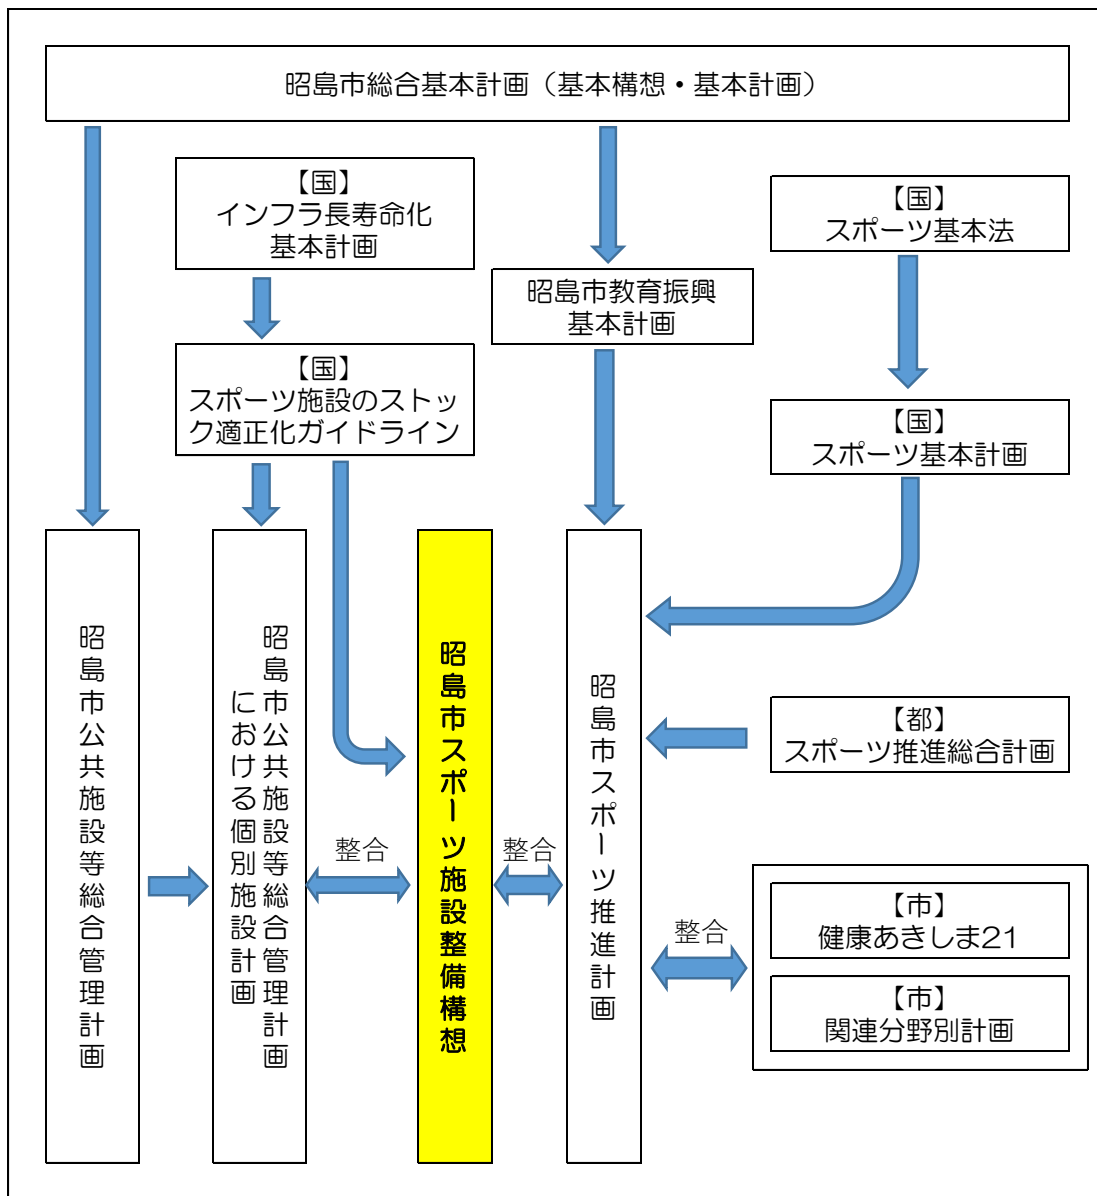 昭島市総合基本計画（基本構想・基本計画）
【国】
インフラ長寿命化
基本計画
【国】
スポーツ基本法
昭島市教育振興
基本計画
【国】
スポーツ施設のストッ
ク適正化ガイドライン
【国】
スポーツ基本計画
昭島市公共施設等総合管理計画
昭島市公共施設等総合管理計画
における個別施設計画
整合
昭島市スポーツ施設整備構想
整合
昭島市スポーツ推進計画
【都】
スポーツ推進総合計画
整合
【市】
健康あきしま21
【市】
関連分野別計画